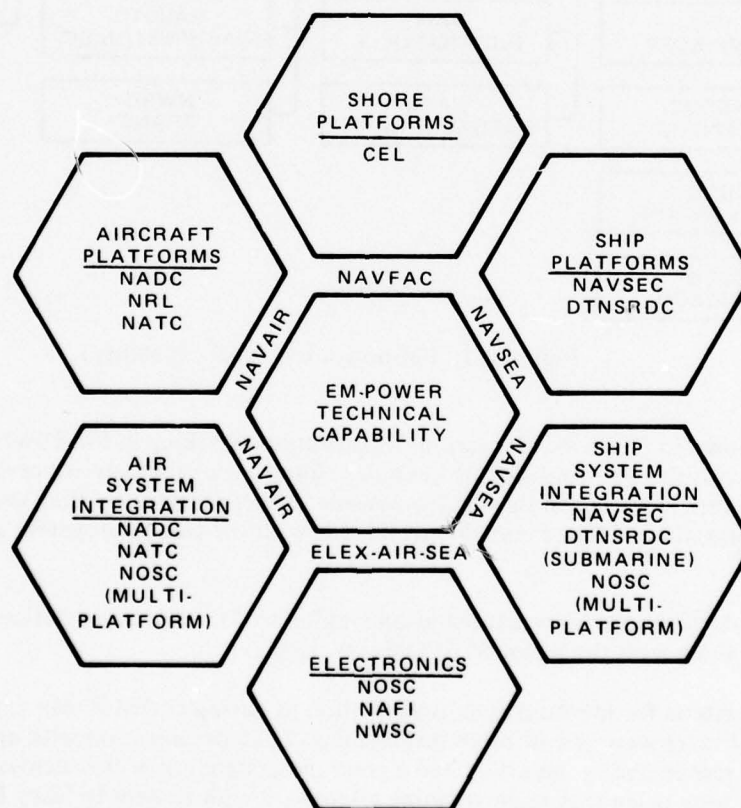 SHORE
PLATFORMS
CEL
AIRCRAFT
PLATFORMS
NADC
NRL
NATC
SHIP
PLATFORMS
NAVSEC
DTNSRDC
NAVFAC
NAVAIR
NAVSEA
EM-POWER
TECHNICAL
CAPABILITY
NAVAIR
NAVSEA
ELEX-AIR-SEA
AIR
SYSTEM
INTEGRATION
NADC
NATC
NOSC
(MULTI-
PLATFORM)
SHIP
SYSTEM
INTEGRATION
NAVSEC
DTNSRDC
(SUBMARINE)
NOSC
(MULTI-
PLATFORM)
ELECTRONICS
NOSC
NAFI
NWSC